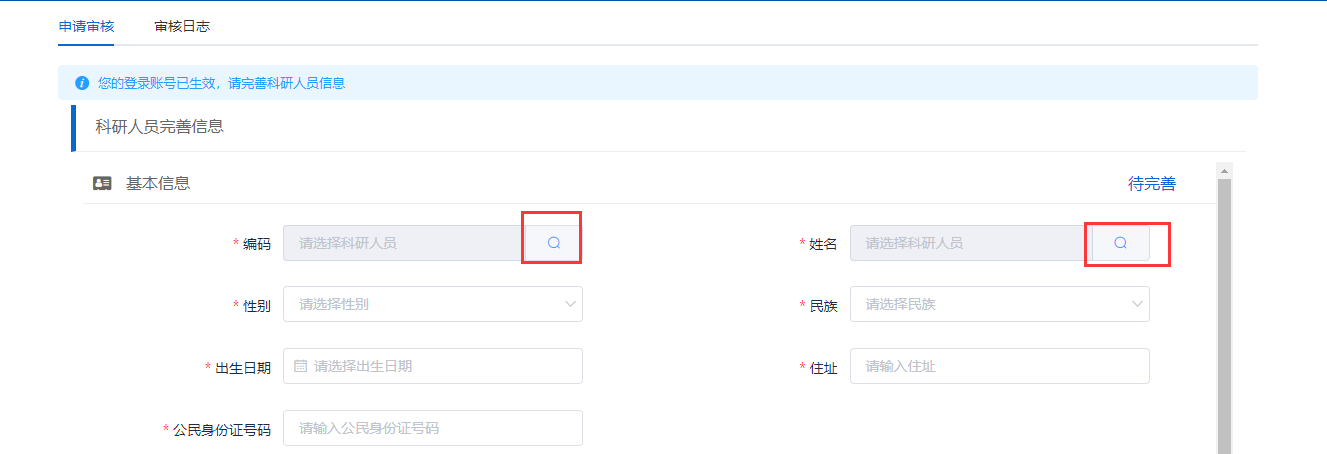 申请审核 审核日志
您的登录账号已生效，请完善科研人员信息
科研人员完善信息
基本信息 待完善
* 编码 请选择科研人员 * 姓名 请选择科研人员
* 性别 请选择性别 * 民族 请选择民族
* 出生日期 请选择出生日期 * 住址 请输入住址
* 公民身份证号码 请输入公民身份证号码